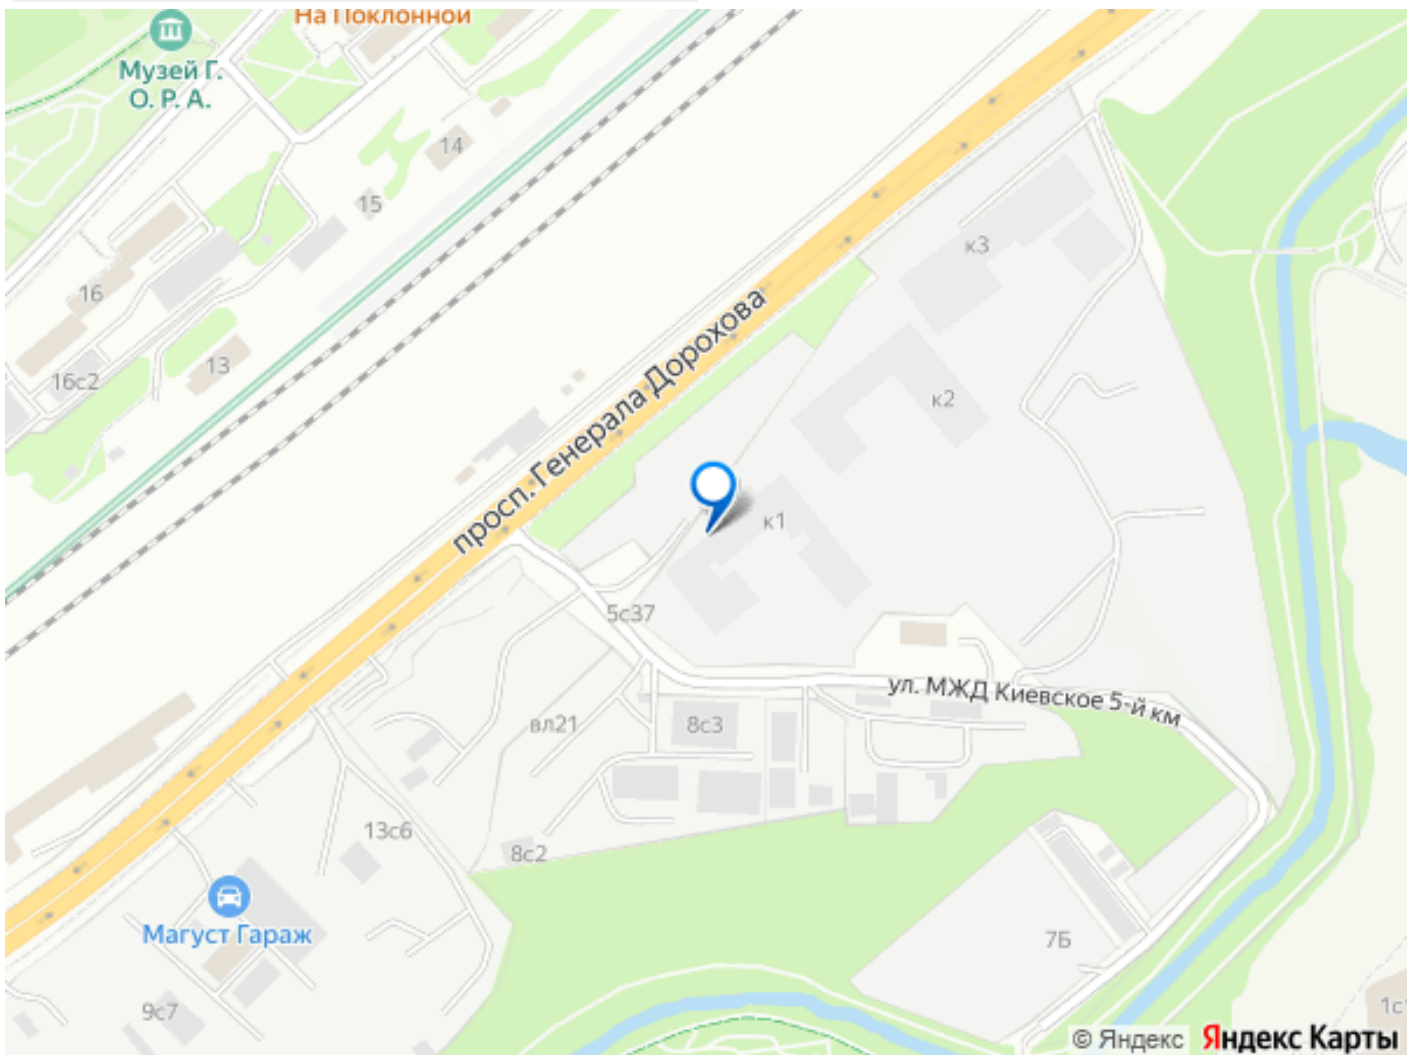 На Поклонной
Музей Г.
О. Р. А.
14
15
16
13
16с2
к3
к2
к1
просп. Генерала Дорохова
5с37
ул. МЖД Киевское 5-й км
вл21
8с3
13с6
8с2
Магуст Гараж
7Б
9с7
© Яндекс Яндекс Карты